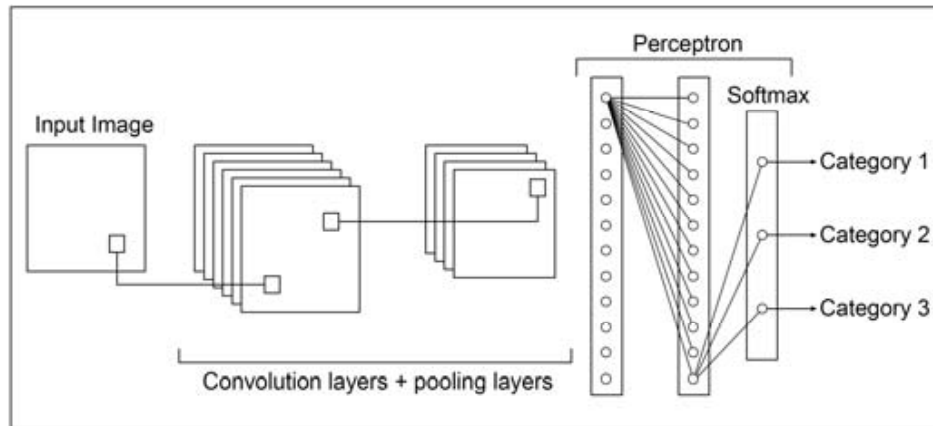 Perceptron
Softmax
Input Image
Category 1
Category 2
Category 3
Convolution layers + pooling layers